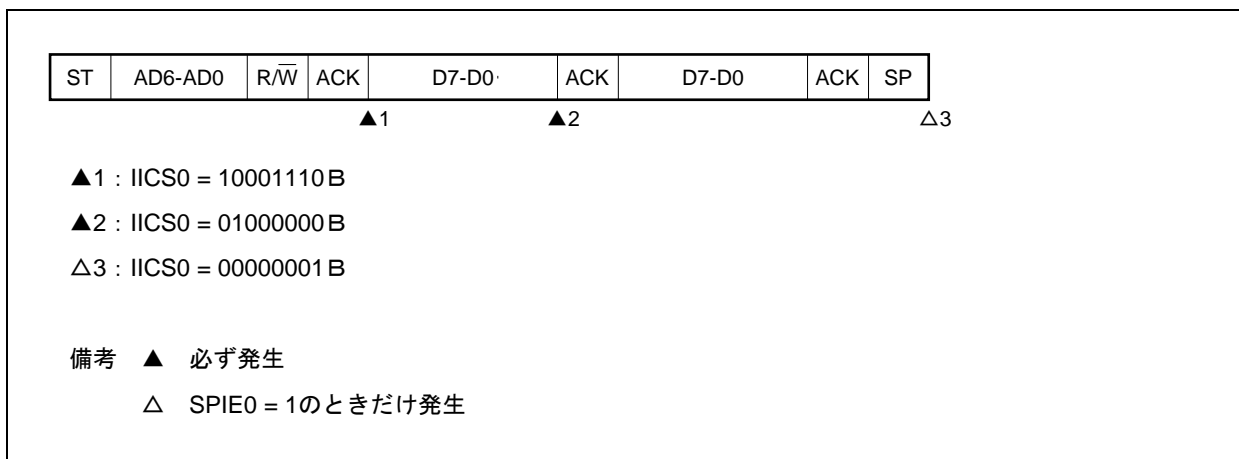 ST AD6-AD0 R/W̅ ACK D7-D0 ACK D7-D0 ACK SP
▲1 ▲2 △3
▲1：IICS0 = 10001110B
▲2：IICS0 = 01000000B
△3：IICS0 = 00000001B
備考 ▲ 必ず発生
△ SPIE0 = 1のときだけ発生